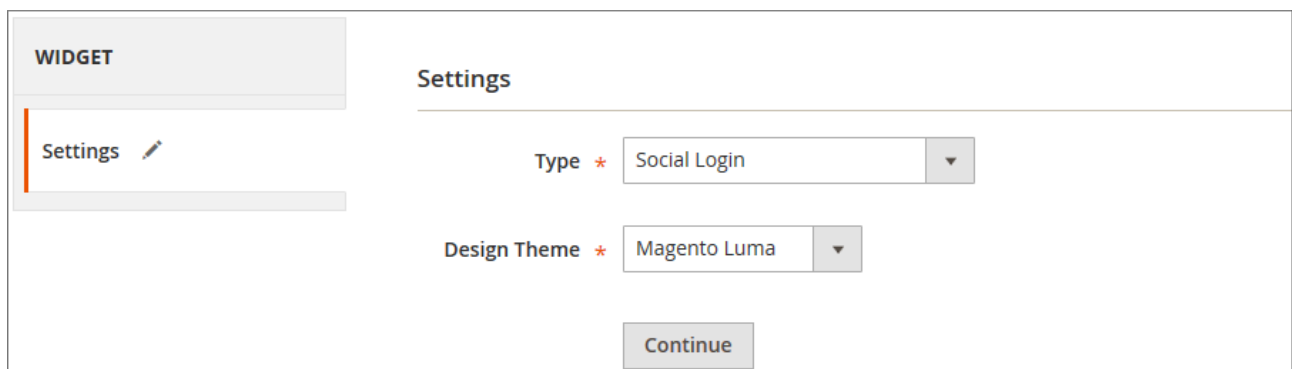 WIDGET
Settings
Settings
Type * Social Login
Design Theme * Magento Luma
Continue